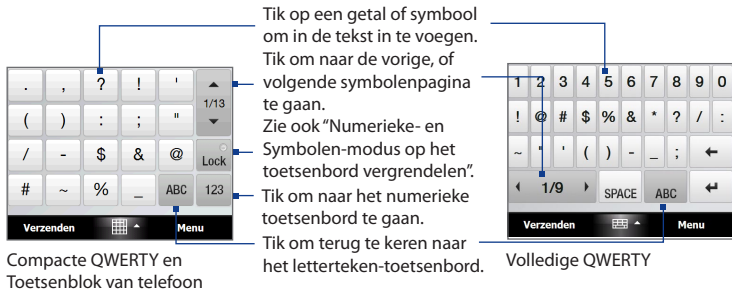 Tik op een getal of symbool
om in de tekst in te voegen.
Tik om naar de vorige, of
volgende symbolenpagina
te gaan.
Zie ook “Numerieke- en
Symbolen-modus op het
toetsenbord vergrendelen”.
Tik om naar het numerieke
toetsenbord te gaan.
Tik om terug te keren naar
het letterteken-toetsenbord.
. , ? ! '
1/13
( ) : ; "
/ - $ & @ Lock
# ~ % _ ABC 123
Verzenden Menu
Compacte QWERTY en
Toetsenblok van telefoon
1 2 3 4 5 6 7 8 9 0
! @ # $ % & * ? / :
~ " ' ( ) - _ ;
1/9 SPACE ABC
Verzenden Menu
Volledige QWERTY